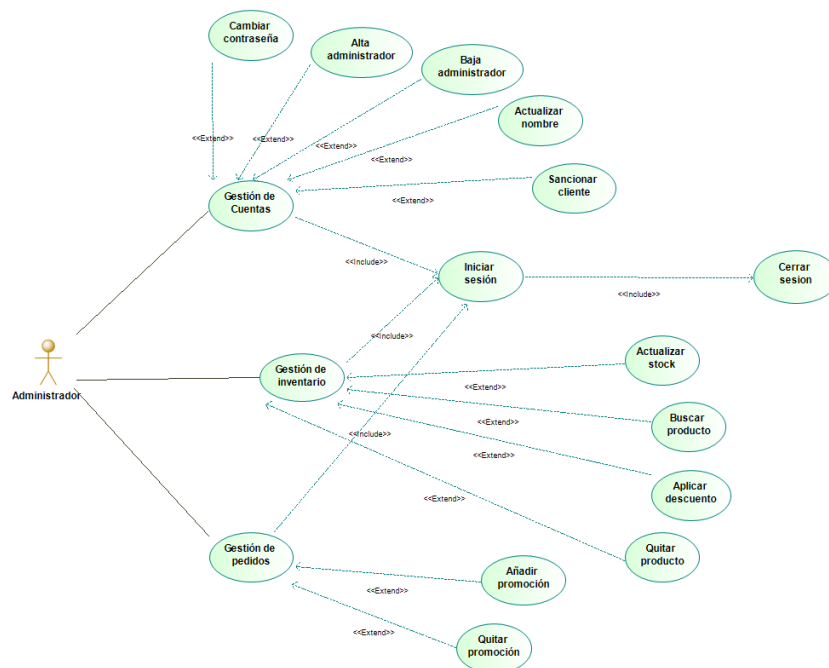 Cambiar
contraseña
Alta
administrador
Baja
administrador
Actualizar
nombre
<<Extend>>
<<Extend>>
<<Extend>>
<<Extend>>
Sancionar
cliente
<<Extend>>
Gestión de
Cuentas
<<Include>>
Iniciar
sesión
Cerrar
sesion
<<Include>>
<<Include>>
Administrador
Gestión de
inventario
Actualizar
stock
<<Extend>>
Buscar
producto
<<Extend>>
<<Include>>
<<Extend>>
Aplicar
descuento
<<Extend>>
Gestión de
pedidos
Quitar
producto
Añadir
promoción
<<Extend>>
<<Extend>>
Quitar
promoción